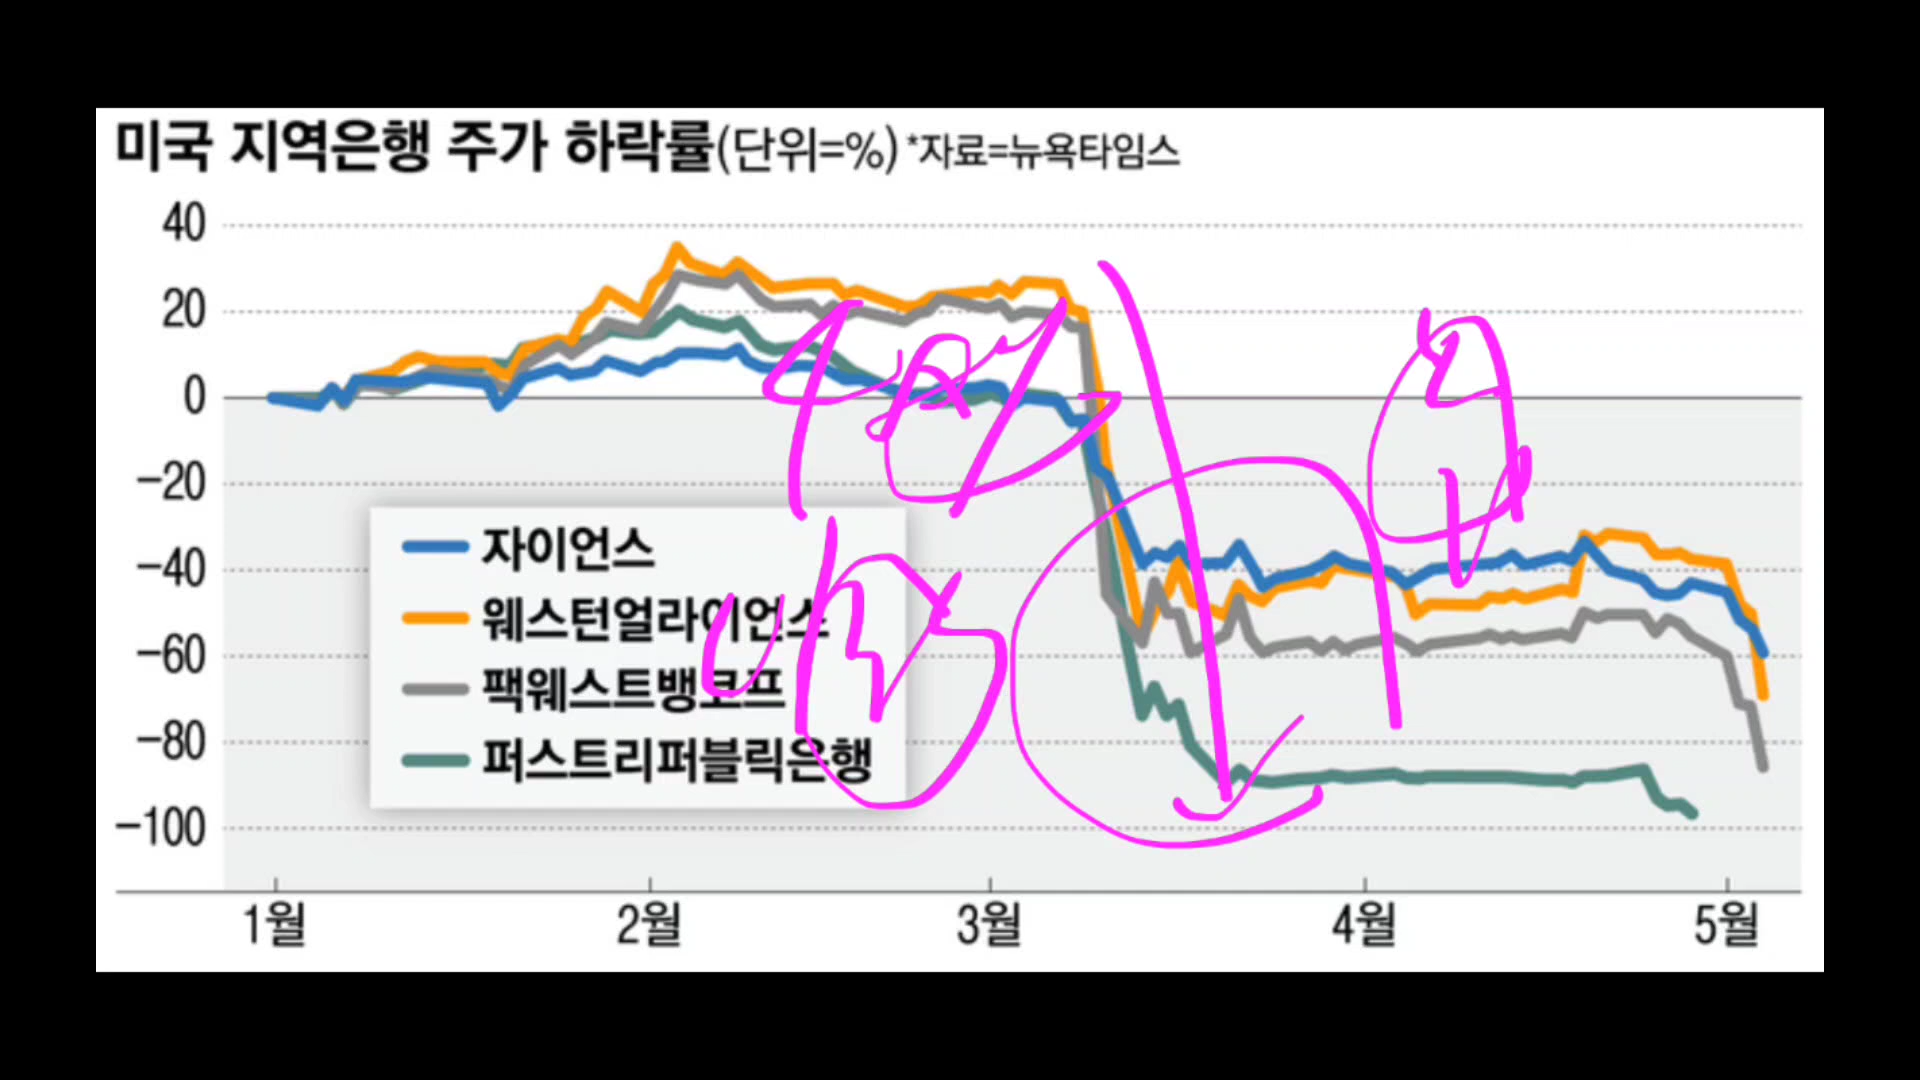 미국 지역은행 주가 하락률(단위=%) *자료=뉴욕타임스
40
20
0
-20
-40
-60
-80
-100
자이언스
웨스턴얼라이언스
팩웨스트뱅코프
퍼스트리퍼블릭은행
1월 2월 3월 4월 5월